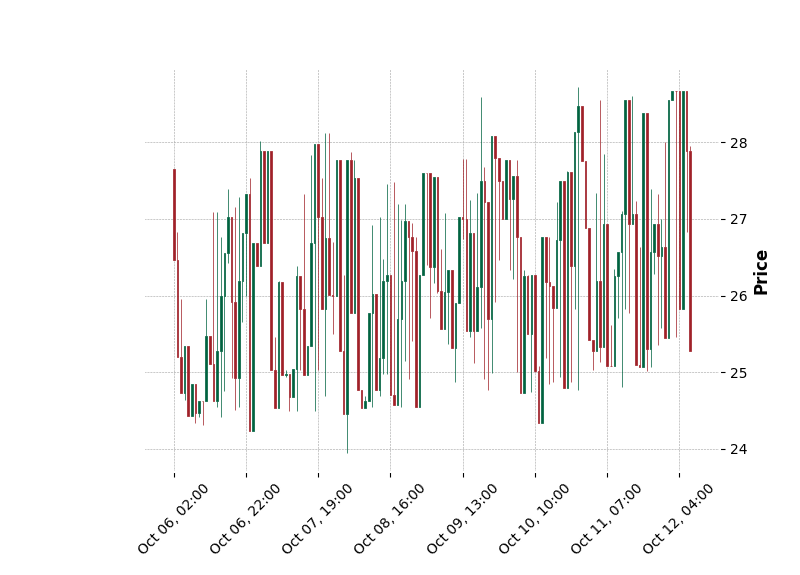 28
27
26
25
24
Price
Oct 06, 02:00
Oct 06, 22:00
Oct 07, 19:00
Oct 08, 16:00
Oct 09, 13:00
Oct 10, 10:00
Oct 11, 07:00
Oct 12, 04:00